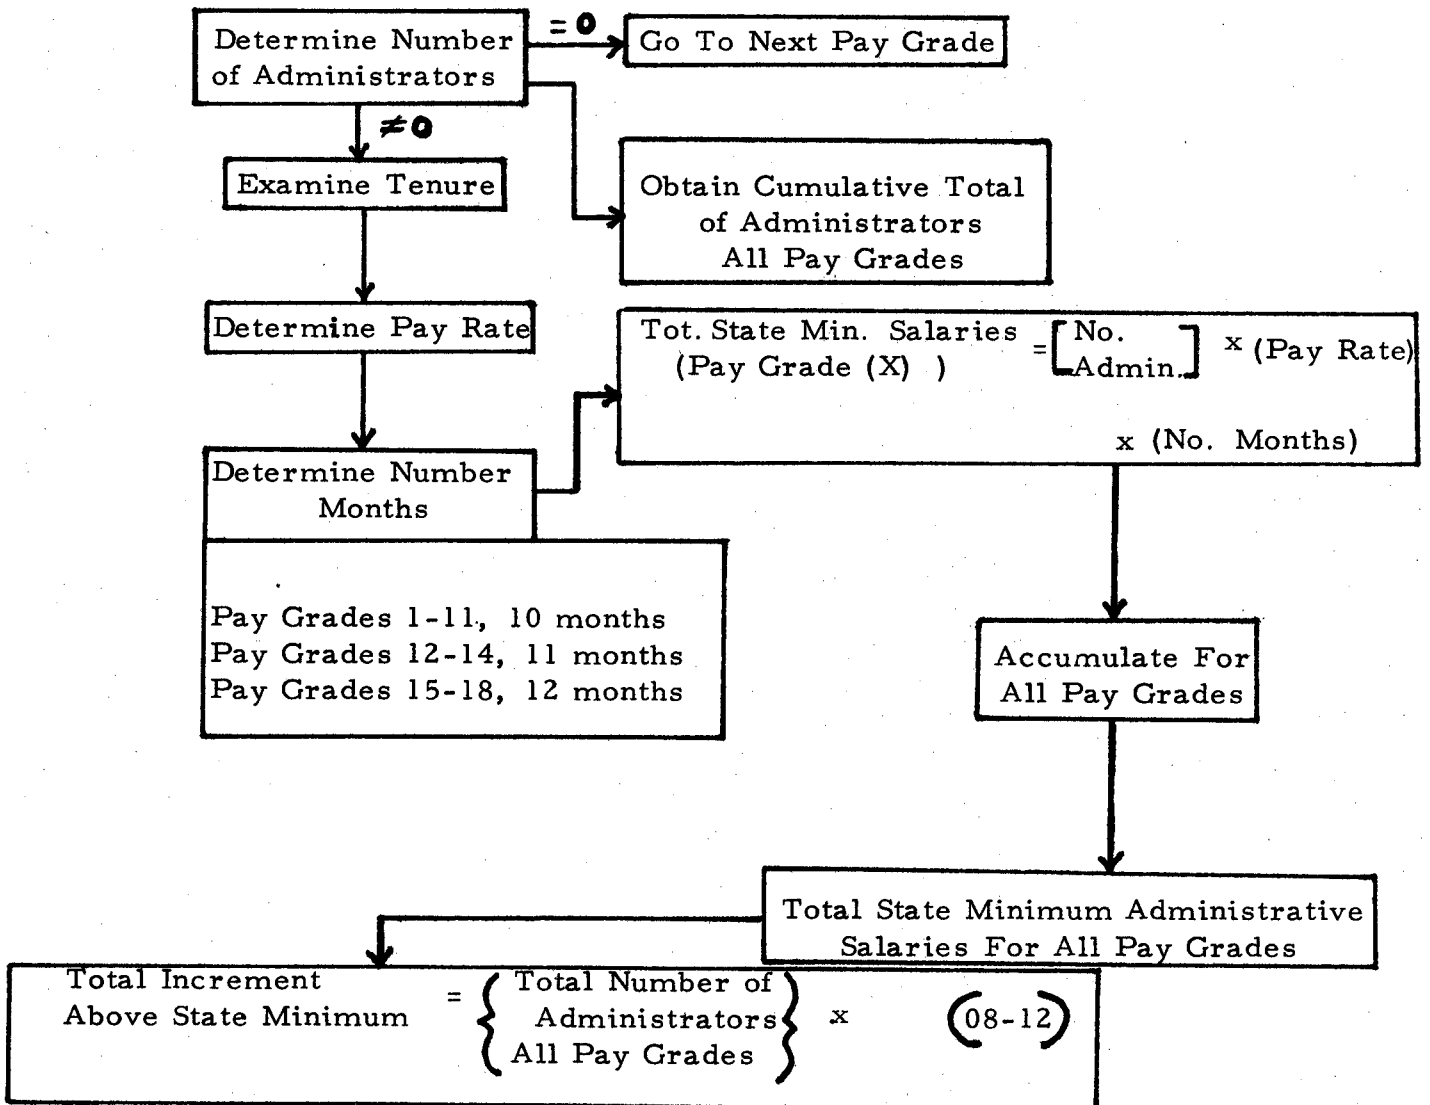 Determine Number
of Administrators
= 0
Go To Next Pay Grade
≠0
Examine Tenure
Obtain Cumulative Total
of Administrators
All Pay Grades
Determine Pay Rate
Tot. State Min. Salaries = [No. Admin.] x (Pay Rate)
(Pay Grade (X) )
x (No. Months)
Determine Number
Months
Pay Grades 1-11, 10 months
Pay Grades 12-14, 11 months
Pay Grades 15-18, 12 months
Accumulate For
All Pay Grades
Total State Minimum Administrative
Salaries For All Pay Grades
Total Increment
Above State Minimum
= { Total Number of
Administrators
All Pay Grades } x (08-12)